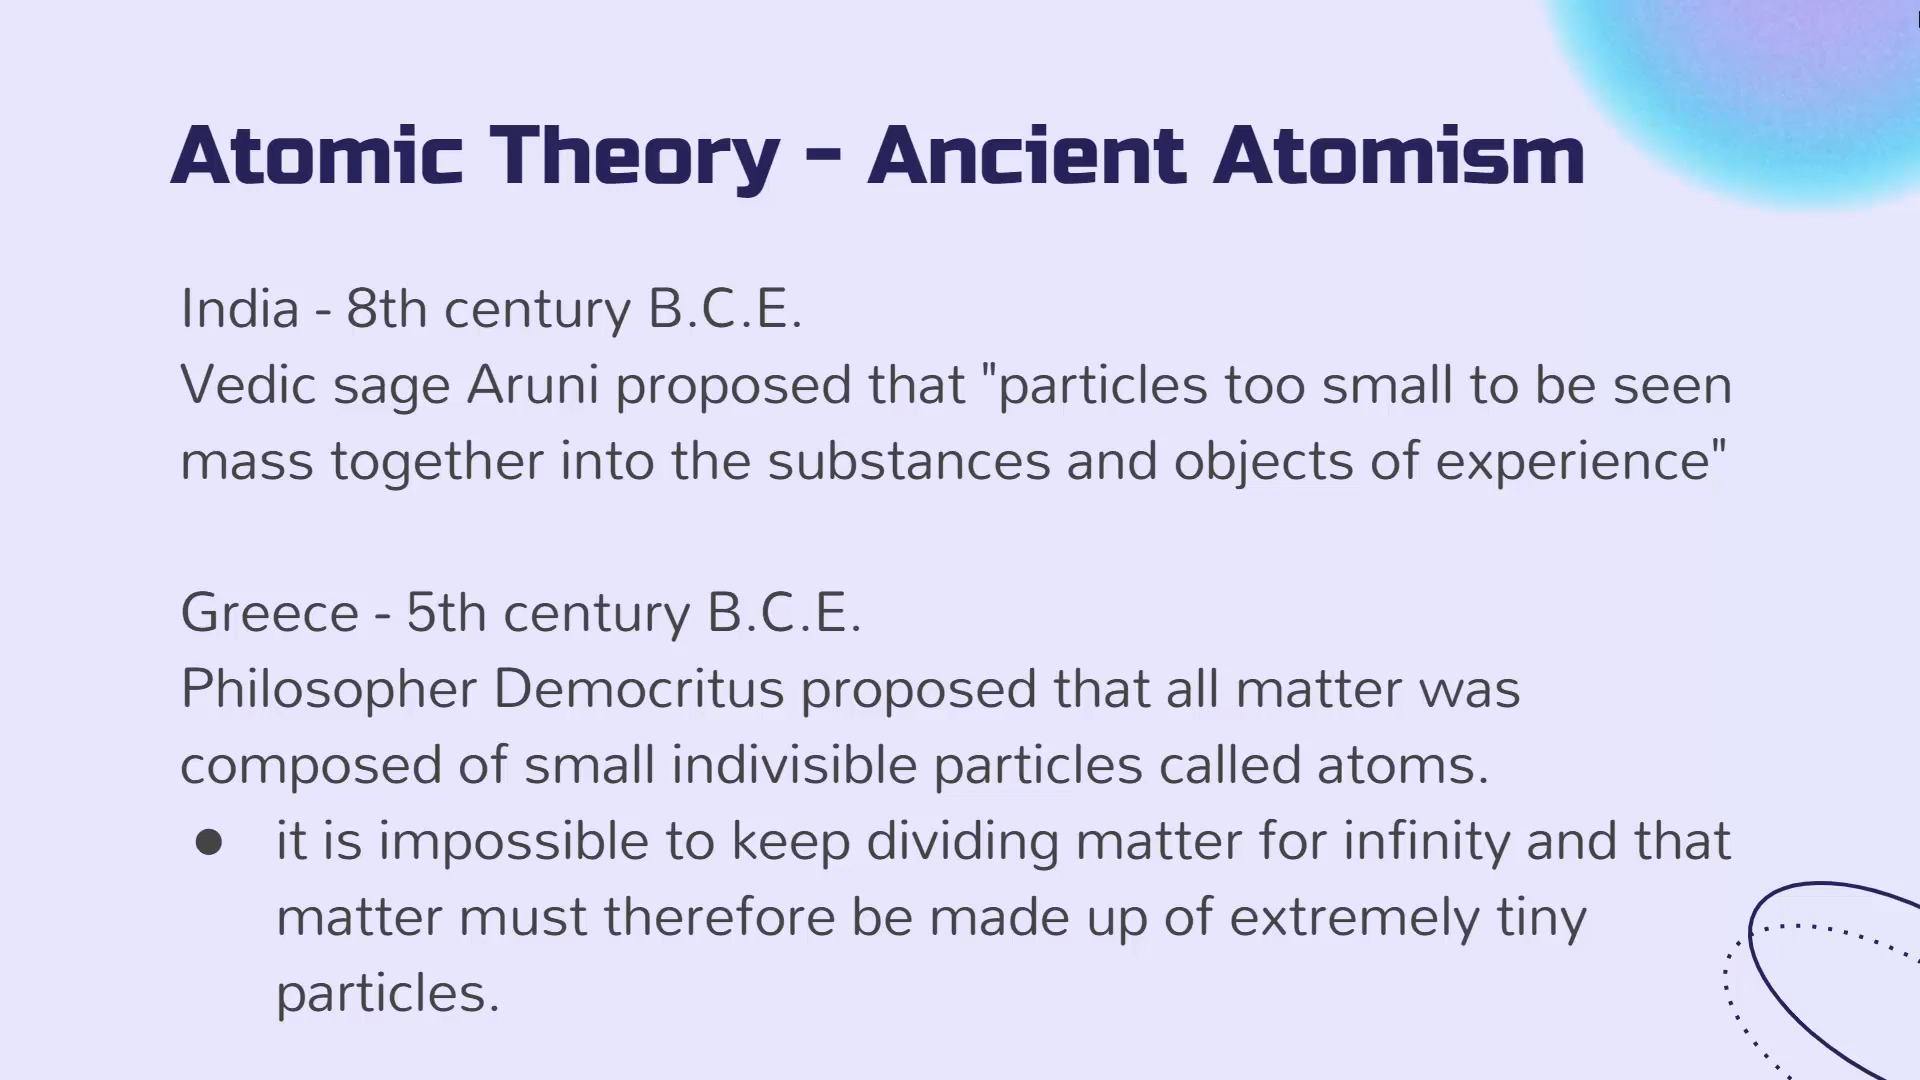 Atomic Theory - Ancient Atomism
India - 8th century B.C.E.
Vedic sage Aruni proposed that "particles too small to be seen
mass together into the substances and objects of experience"
Greece - 5th century B.C.E.
Philosopher Democritus proposed that all matter was
composed of small indivisible particles called atoms.
● it is impossible to keep dividing matter for infinity and that
matter must therefore be made up of extremely tiny
particles.